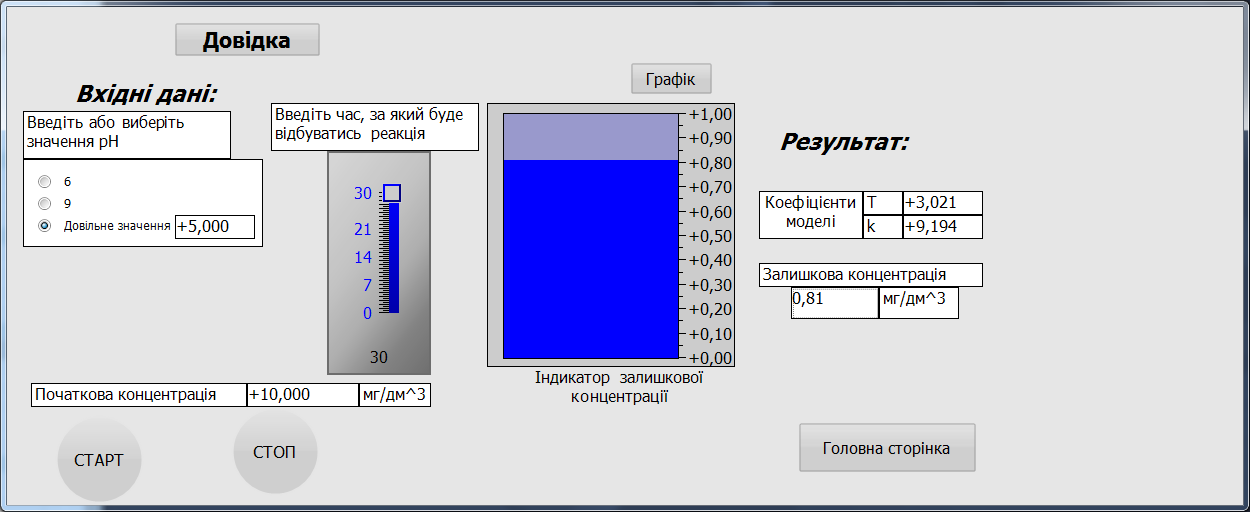 Довідка
Вхідні дані:
Введіть або виберіть
значення pH
6
9
Довільне значення +5,000
Введіть час, за який буде
відбуватись реакція
30
21
14
7
0
30
Початкова концентрація +10,000 мг/дм^3
СТАРТ
СТОП
Графік
+1,00
+0,90
+0,80
+0,70
+0,60
+0,50
+0,40
+0,30
+0,20
+0,10
+0,00
Індикатор залишкової
концентрації
Результат:
Коефіцієнти
моделі
T +3,021
k +9,194
Залишкова концентрація
0,81 мг/дм^3
Головна сторінка